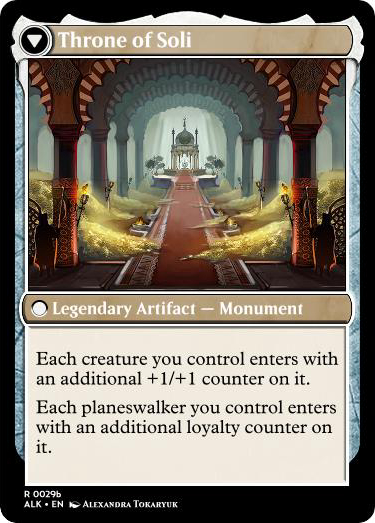 Throne of Soli
Legendary Artifact — Monument
Each creature you control enters with
an additional +1/+1 counter on it.
Each planeswalker you control enters
with an additional loyalty counter on
it.
R 0029b
ALK • EN Alexandra Tokaryuk